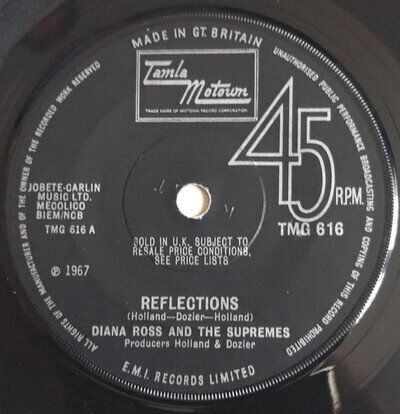 MADE IN GT. BRITAIN
Tamla
Motown
TRADE MARK OF MOTOWN RECORD CORPORATION
45
R.P.M.
TMG 616
JOBETE-CARLIN
MUSIC LTD.
MECOLICO
BIEM/NCB
TMG 616 A
SOLD IN U.K. SUBJECT TO
RESALE PRICE CONDITIONS,
SEE PRICE LISTS
℗ 1967
REFLECTIONS
(Holland—Dozier—Holland)
DIANA ROSS AND THE SUPREMES
Producers Holland & Dozier
E.M.I. RECORDS LIMITED
ALL RIGHTS OF THE MANUFACTURER AND OF THE OWNER OF THE RECORDED WORK RESERVED
UNAUTHORISED PUBLIC PERFORMANCE BROADCASTING AND COPYING OF THIS RECORD PROHIBITED